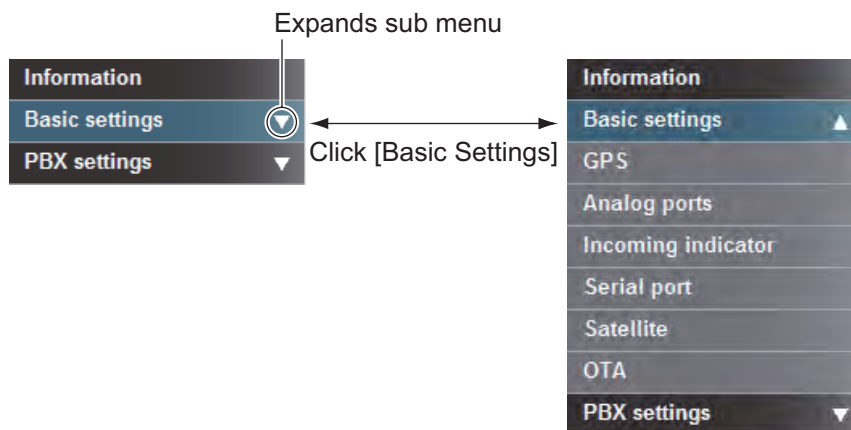 Expands sub menu
Information
Basic settings ▼
PBX settings ▼
Click [Basic Settings]
Information
Basic settings ▲
GPS
Analog ports
Incoming indicator
Serial port
Satellite
OTA
PBX settings ▼